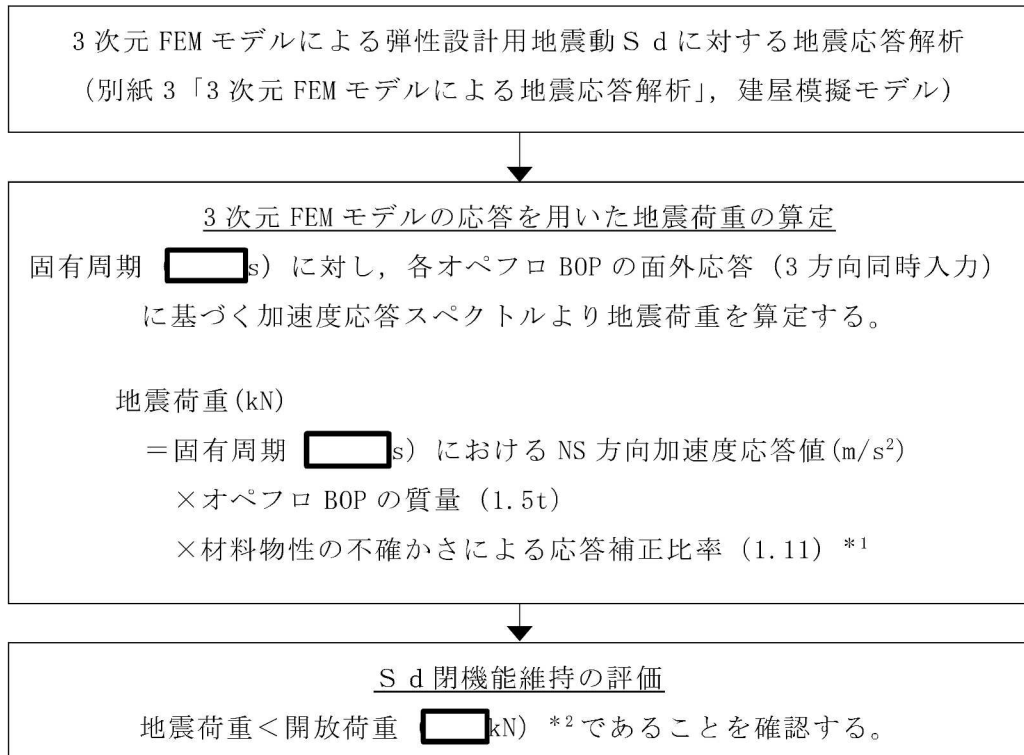 3次元FEMモデルによる弾性設計用地震動Ｓｄに対する地震応答解析
(別紙3「3次元FEMモデルによる地震応答解析」，建屋模擬モデル)
3次元FEMモデルの応答を用いた地震荷重の算定
固有周期（ s）に対し，各オペフロBOPの面外応答（3方向同時入力）
に基づく加速度応答スペクトルより地震荷重を算定する。
地震荷重(kN)
＝固有周期 s）におけるNS方向加速度応答値(m/s²)
×オペフロBOPの質量（1.5t）
×材料物性の不確かさによる応答補正比率（1.11）*1
Ｓｄ閉機能維持の評価
地震荷重＜開放荷重（ kN）*2であることを確認する。